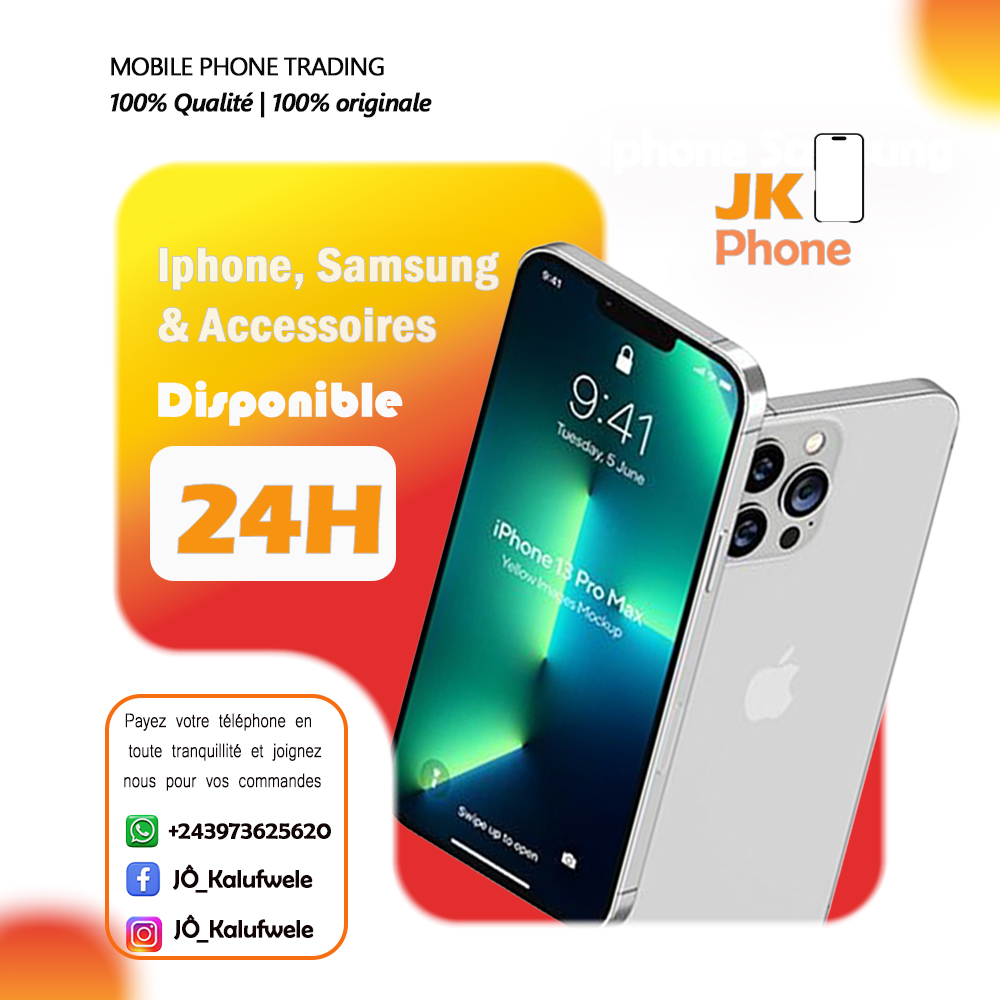 MOBILE PHONE TRADING
100% Qualité | 100% originale
JK
Phone
Iphone, Samsung
& Accessoires
Disponible
24H
9:41
9:41
Tuesday, 5 June
iPhone 13 Pro Max
Yellow Images Mockup
Swipe up to open
Payez votre téléphone en
toute tranquillité et joignez
nous pour vos commandes
+243973625620
JÔ_Kalufwele
JÔ_Kalufwele